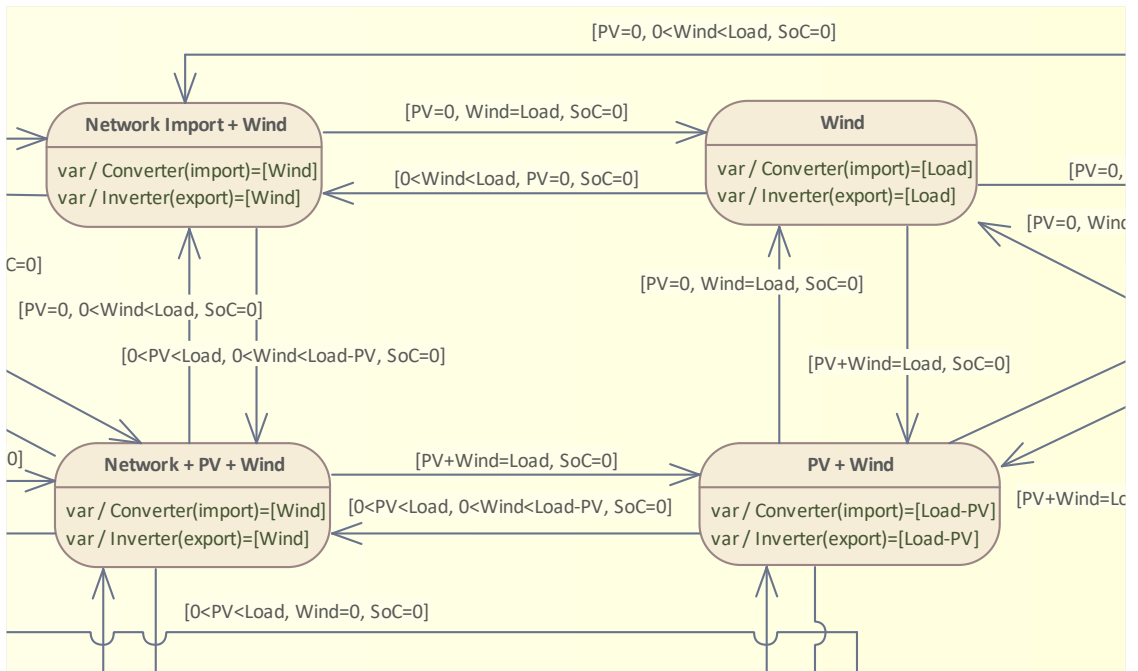 [PV=0, 0<Wind<Load, SoC=0]
Network Import + Wind
var / Converter(import)=[Wind]
var / Inverter(export)=[Wind]
[PV=0, Wind=Load, SoC=0]
[0<Wind<Load, PV=0, SoC=0]
Wind
var / Converter(import)=[Load]
var / Inverter(export)=[Load]
[PV=0,
[PV=0, Wind
C=0]
[PV=0, 0<Wind<Load, SoC=0]
[0<PV<Load, 0<Wind<Load-PV, SoC=0]
[PV=0, Wind=Load, SoC=0]
[PV+Wind=Load, SoC=0]
0]
Network + PV + Wind
var / Converter(import)=[Wind]
var / Inverter(export)=[Wind]
[PV+Wind=Load, SoC=0]
[0<PV<Load, 0<Wind<Load-PV, SoC=0]
PV + Wind
var / Converter(import)=[Load-PV]
var / Inverter(export)=[Load-PV]
[PV+Wind=Lo
[0<PV<Load, Wind=0, SoC=0]